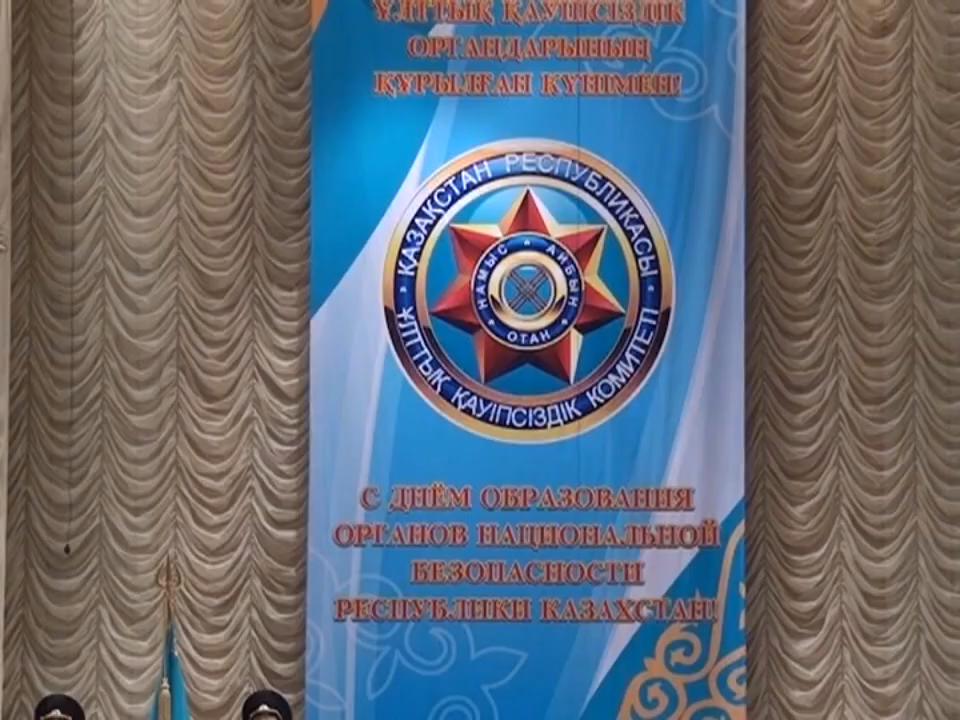 ҰЛТТЫҚ ҚАУІПСІЗДІК
ОРГАНДАРЫНЫҢ
ҚҰРЫЛҒАН КҮНІМЕН!
ҚАЗАҚСТАН РЕСПУБЛИКАСЫ
НАМЫС АЙБЫН
ОТАН
ҰЛТТЫҚ ҚАУІПСІЗДІК КОМИТЕТІ
С ДНЁМ ОБРАЗОВАНИЯ
ОРГАНОВ НАЦИОНАЛЬНОЙ
БЕЗОПАСНОСТИ
РЕСПУБЛИКИ КАЗАХСТАН!